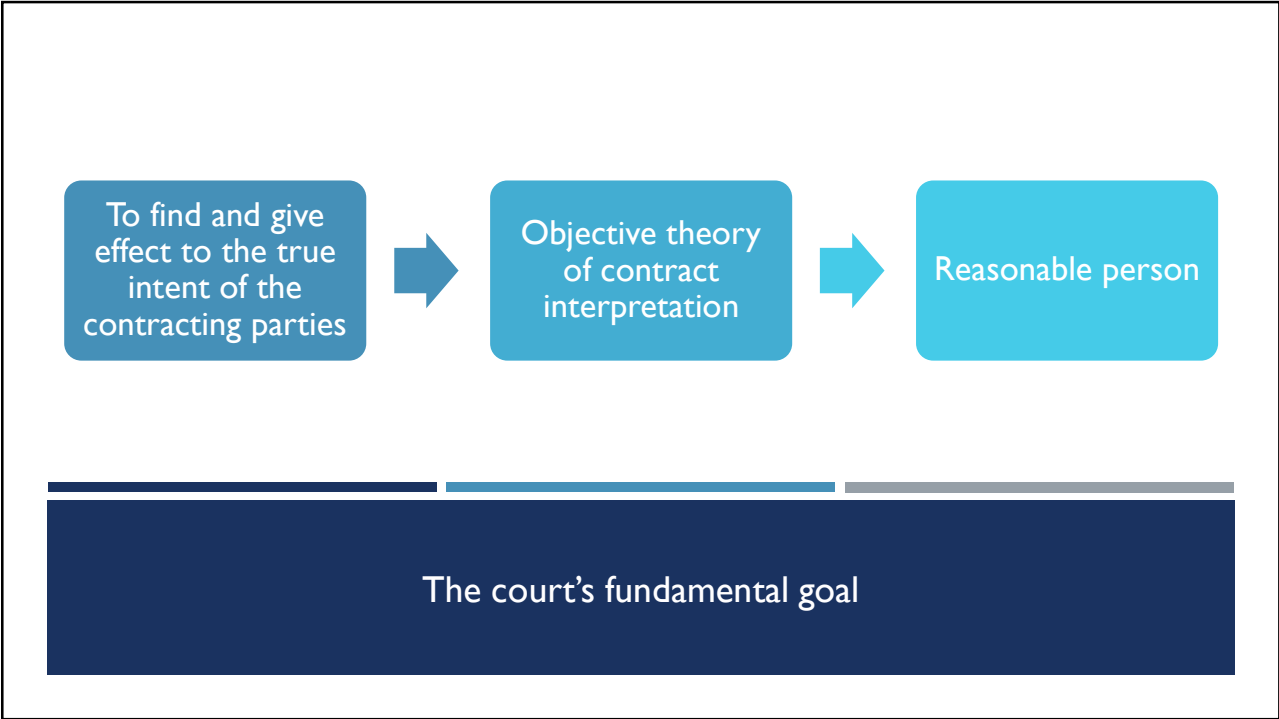 To find and give
effect to the true
intent of the
contracting parties
Objective theory
of contract
interpretation
Reasonable person
The court’s fundamental goal